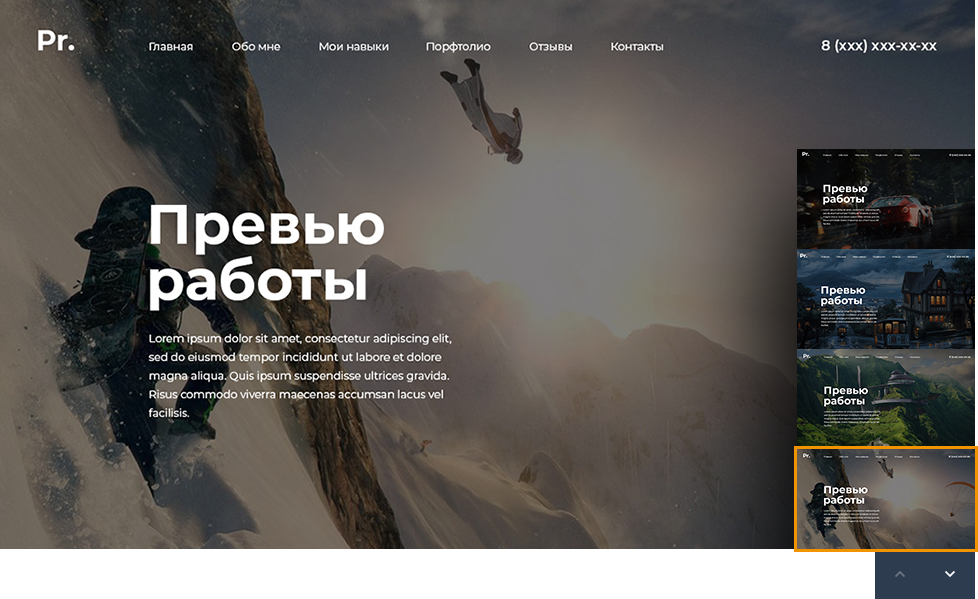 Pr.
Главная Обо мне Мои навыки Порфтолио Отзывы Контакты 8 (xxx) xxx-xx-xx
Превью
работы
Lorem ipsum dolor sit amet, consectetur adipiscing elit,
sed do eiusmod tempor incididunt ut labore et dolore
magna aliqua. Quis ipsum suspendisse ultrices gravida.
Risus commodo viverra maecenas accumsan lacus vel
facilisis.
Pr.
Превью
работы
Pr.
Превью
работы
Pr.
Превью
работы
Pr.
Превью
работы